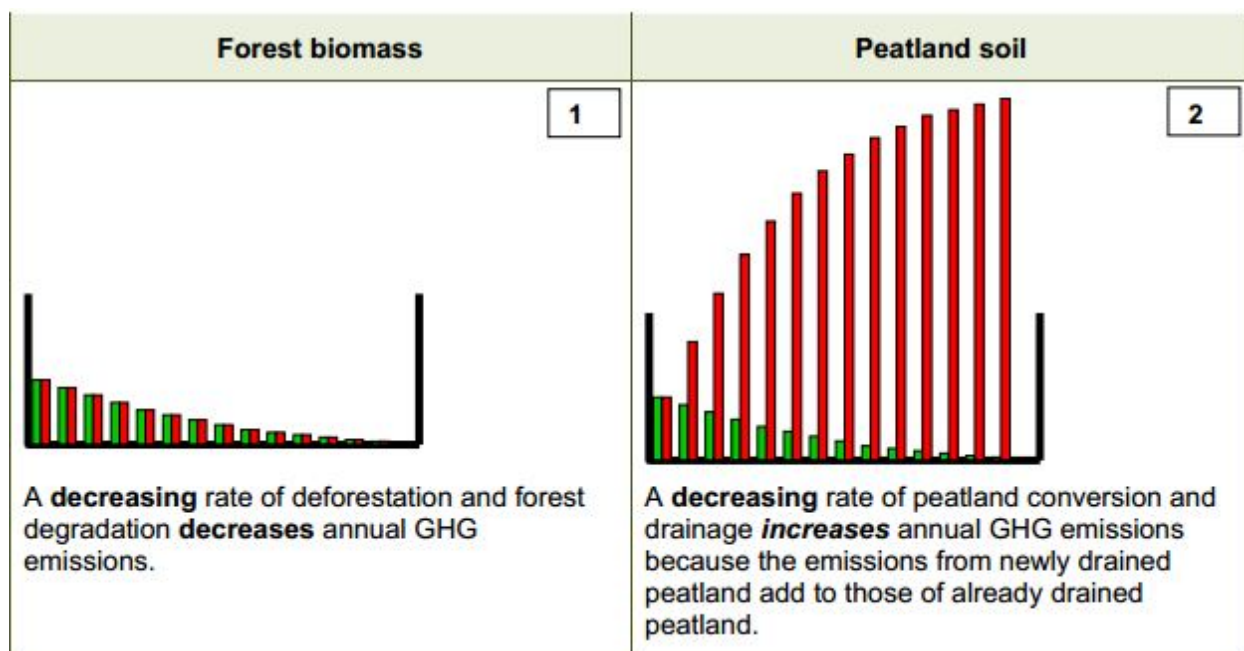 Forest biomass
Peatland soil
1
2
A decreasing rate of deforestation and forest
degradation decreases annual GHG
emissions.
A decreasing rate of peatland conversion and
drainage increases annual GHG emissions
because the emissions from newly drained
peatland add to those of already drained
peatland.